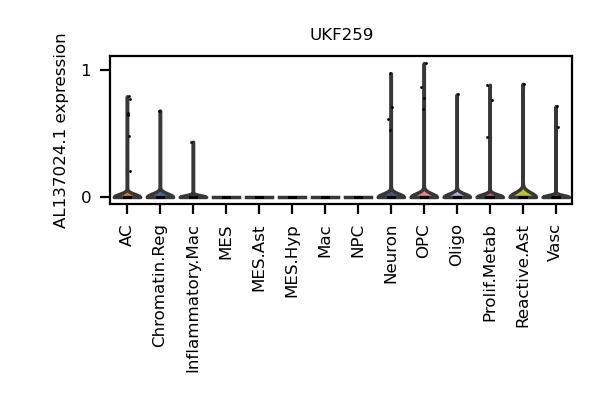 UKF259
AL137024.1 expression
1
0
AC
Chromatin.Reg
Inflammatory.Mac
MES
MES.Ast
MES.Hyp
Mac
NPC
Neuron
OPC
Oligo
Prolif.Metab
Reactive.Ast
Vasc